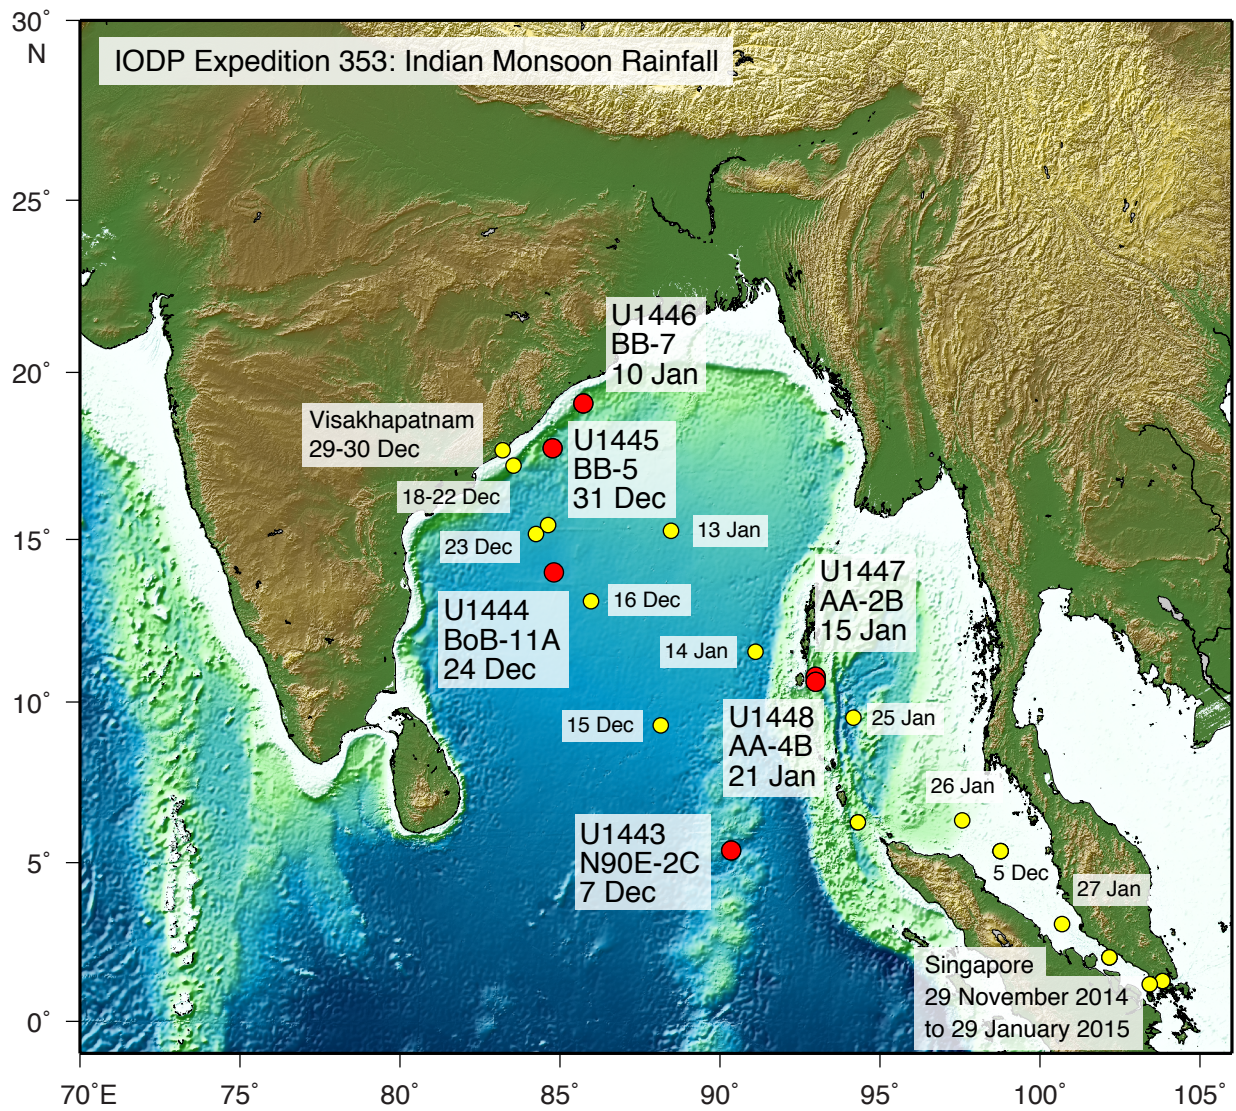 30°
N
IODP Expedition 353: Indian Monsoon Rainfall
25°
U1446
BB-7
10 Jan
20°
Visakhapatnam
29-30 Dec
U1445
BB-5
31 Dec
18-22 Dec
15°
23 Dec
13 Jan
U1447
AA-2B
15 Jan
U1444
BoB-11A
24 Dec
16 Dec
14 Jan
10°
15 Dec
U1448
AA-4B
21 Jan
25 Jan
26 Jan
U1443
N90E-2C
7 Dec
5°
5 Dec
27 Jan
Singapore
29 November 2014
to 29 January 2015
0°
70°E
75°
80°
85°
90°
95°
100°
105°